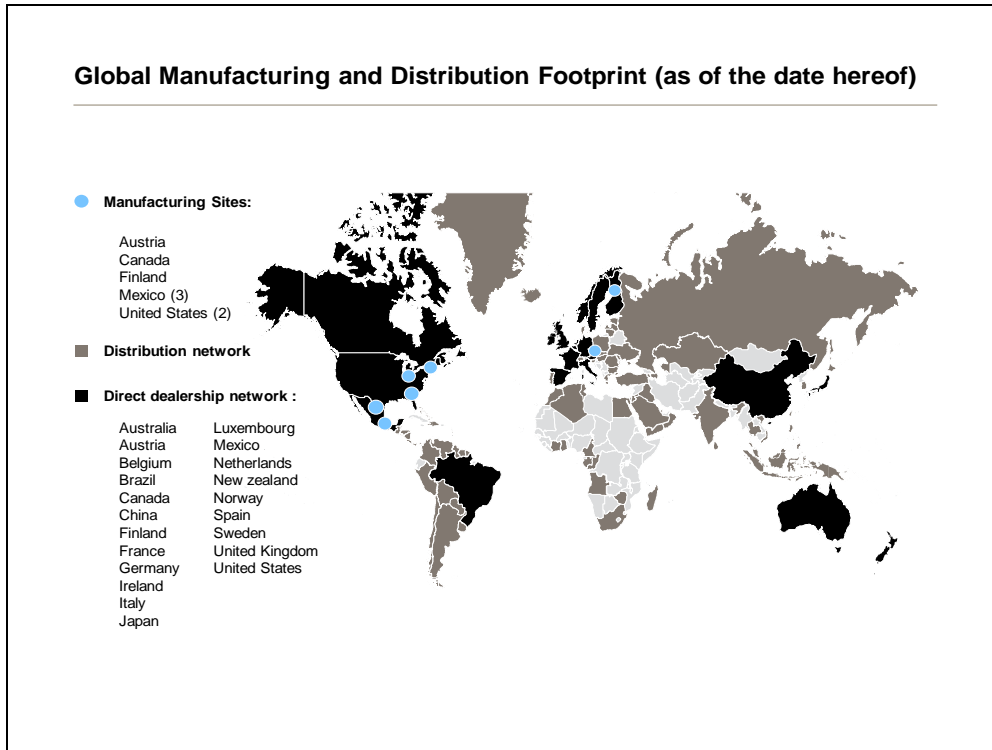 Global Manufacturing and Distribution Footprint (as of the date hereof)
Manufacturing Sites:
Austria
Canada
Finland
Mexico (3)
United States (2)
Distribution network
Direct dealership network :
Australia
Austria
Belgium
Brazil
Canada
China
Finland
France
Germany
Ireland
Italy
Japan
Luxembourg
Mexico
Netherlands
New zealand
Norway
Spain
Sweden
United Kingdom
United States